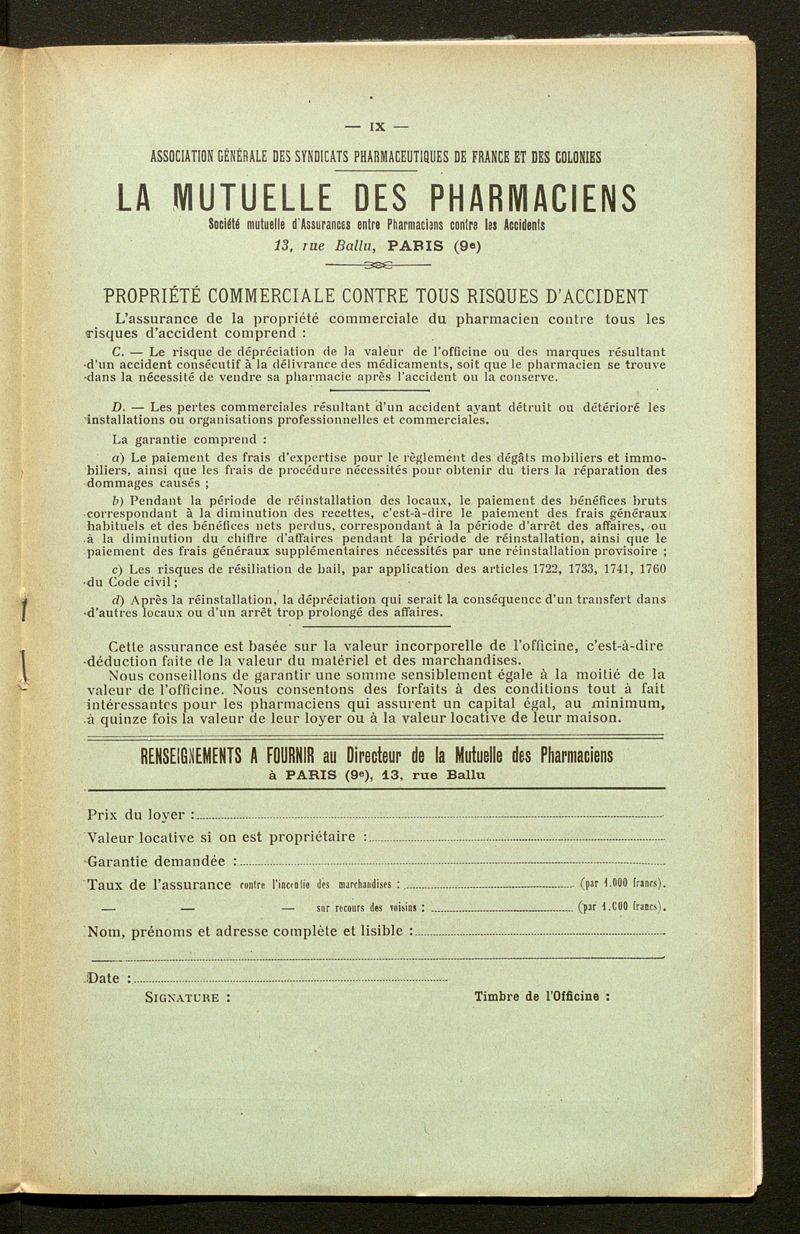 — IX —
ASSOCIATION GÉNÉRALE DES SYNDICATS PHARMACEUTIQUES DE FRANCE ET DES COLONIES
LA MUTUELLE DES PHARMACIENS
Société mutuelle d'Assurances entre Pharmaciens contre les Accidents
13, rue Ballu, PARIS (9e)
PROPRIÉTÉ COMMERCIALE CONTRE TOUS RISQUES D'ACCIDENT
L'assurance de la propriété commerciale du pharmacien contre tous les
risques d'accident comprend :
C. — Le risque de dépréciation de la valeur de l'officine ou des marques résultant
d'un accident consécutif à la délivrance des médicaments, soit que le pharmacien se trouve
dans la nécessité de vendre sa pharmacie après l'accident ou la conserve.
D. — Les pertes commerciales résultant d'un accident ayant détruit ou détérioré les
installations ou organisations professionnelles et commerciales.
La garantie comprend :
a) Le paiement des frais d'expertise pour le règlement des dégâts mobiliers et immo-
biliers, ainsi que les frais de procédure nécessités pour obtenir du tiers la réparation des
dommages causés ;
b) Pendant la période de réinstallation des locaux, le paiement des bénéfices bruts
correspondant à la diminution des recettes, c'est-à-dire le paiement des frais généraux
habituels et des bénéfices nets perdus, correspondant à la période d'arrêt des affaires, ou
à la diminution du chiffre d'affaires pendant la période de réinstallation, ainsi que le
paiement des frais généraux supplémentaires nécessités par une réinstallation provisoire ;
c) Les risques de résiliation de bail, par application des articles 1722, 1733, 1741, 1760
du Code civil ;
d) Après la réinstallation, la dépréciation qui serait la conséquence d'un transfert dans
d'autres locaux ou d'un arrêt trop prolongé des affaires.
Cette assurance est basée sur la valeur incorporelle de l'officine, c'est-à-dire
déduction faite de la valeur du matériel et des marchandises.
Nous conseillons de garantir une somme sensiblement égale à la moitié de la
valeur de l'officine. Nous consentons des forfaits à des conditions tout à fait
intéressantes pour les pharmaciens qui assurent un capital égal, au minimum,
à quinze fois la valeur de leur loyer ou à la valeur locative de leur maison.
RENSEIGNEMENTS A FOURNIR au Directeur de la Mutuelle des Pharmaciens
à PARIS (9e), 13, rue Ballu
Prix du loyer :
Valeur locative si on est propriétaire :
Garantie demandée :
Taux de l'assurance contre l'incendie des marchandises : (par 1.000 francs).
— — — sur recours des voisins : (par 1.000 francs).
Nom, prénoms et adresse complète et lisible :
Date :
SIGNATURE : Timbre de l'Officine :